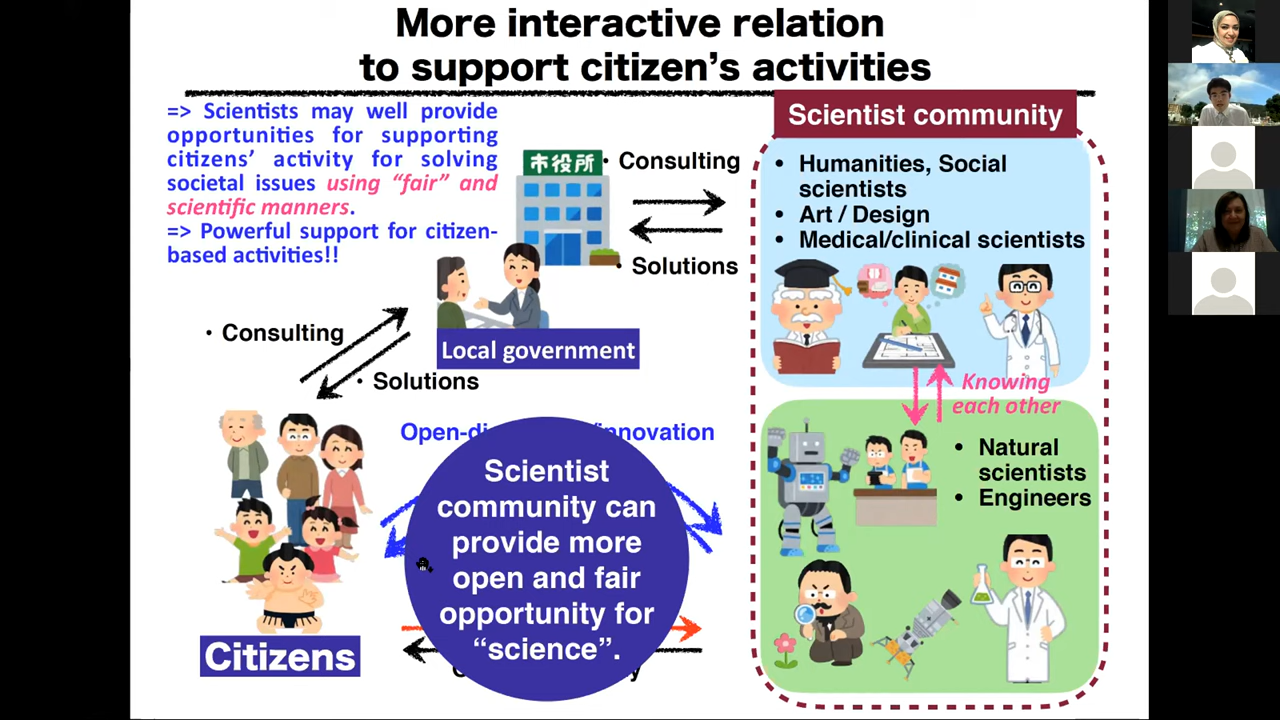 More interactive relation
to support citizen's activities
=> Scientists may well provide
opportunities for supporting
citizens' activity for solving
societal issues using "fair" and
scientific manners.
=> Powerful support for citizen-
based activities!!
市役所
• Consulting
• Solutions
Local government
• Consulting
• Solutions
Citizens
Scientist community
• Humanities, Social
scientists
• Art / Design
• Medical/clinical scientists
Knowing
each other
• Natural
scientists
• Engineers
innovation
Scientist
community can
provide more
open and fair
opportunity for
"science".